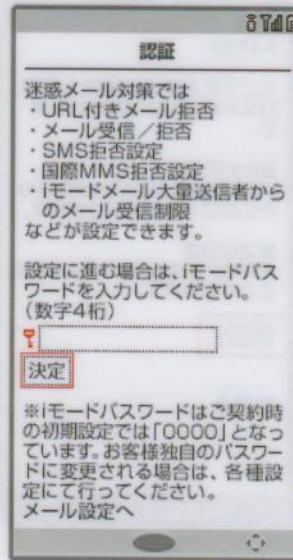 認証
迷惑メール対策では
・URL付きメール拒否
・メール受信／拒否
・SMS拒否設定
・国際MMS拒否設定
・iモードメール大量送信者から
のメール受信制限
などが設定できます。
設定に進む場合は、iモードパス
ワードを入力してください。
(数字4桁)
決定
※iモードパスワードはご契約時
の初期設定では「0000」となっ
ています。お客様独自のパスワー
ドに変更される場合は、各種設
定にて行ってください。
メール設定へ